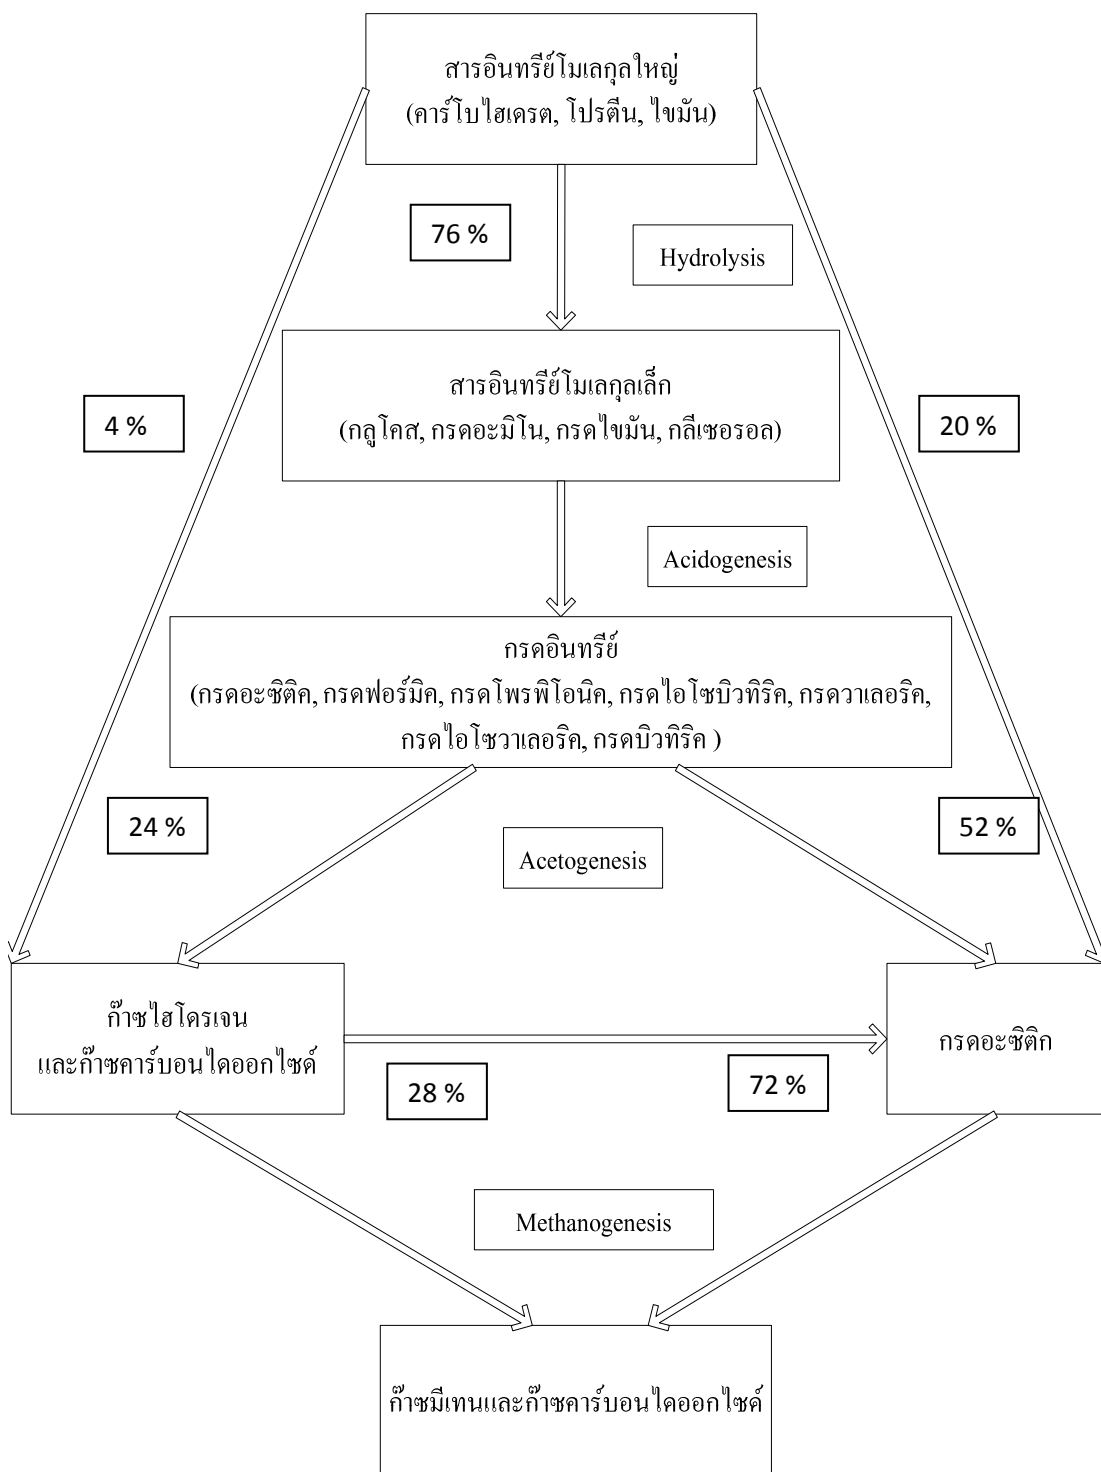 สารอินทรีย์โมเลกุลใหญ่
(คาร์โบไฮเดรต, โปรตีน, ไขมัน)
76 %
Hydrolysis
สารอินทรีย์โมเลกุลเล็ก
(กลูโคส, กรดอะมิโน, กรดไขมัน, กลีเซอรอล)
4 %
20 %
Acidogenesis
กรดอินทรีย์
(กรดอะซิติค, กรดฟอร์มิค, กรดโพรพิโอนิค, กรดไอโซบิวทิริค, กรดวาเลอริค,
กรดไอโซวาเลอริค, กรดบิวทิริค )
24 %
52 %
Acetogenesis
ก๊าซไฮโดรเจน
และก๊าซคาร์บอนไดออกไซด์
กรดอะซิติก
28 %
72 %
Methanogenesis
ก๊าซมีเทนและก๊าซคาร์บอนไดออกไซด์